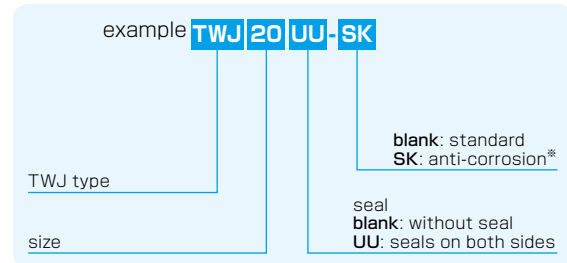 example TWJ 20 UU - SK
blank: standard
SK: anti-corrosion※
TWJ type
seal
blank: without seal
size
UU: seals on both sides